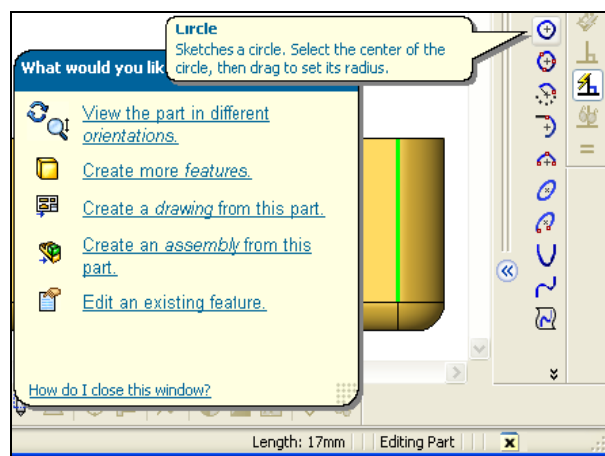 Circle
Sketches a circle. Select the center of the
circle, then drag to set its radius.
What would you lik
View the part in different
orientations.
Create more features.
Create a drawing from this part.
Create an assembly from this
part.
Edit an existing feature.
How do I close this window?
Length: 17mm Editing Part